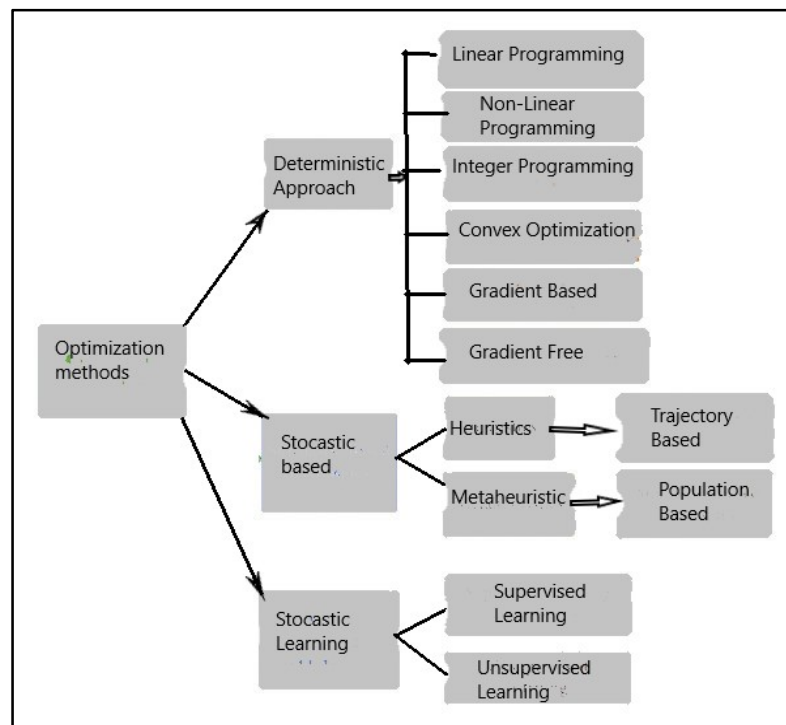 Linear Programming
Non-Linear
Programming
Deterministic
Approach
Integer Programming
Convex Optimization
Gradient Based
Optimization
methods
Gradient Free
Stocastic
based
Heuristics
Trajectory
Based
Metaheuristic
Population
Based
Stocastic
Learning
Supervised
Learning
Unsupervised
Learning